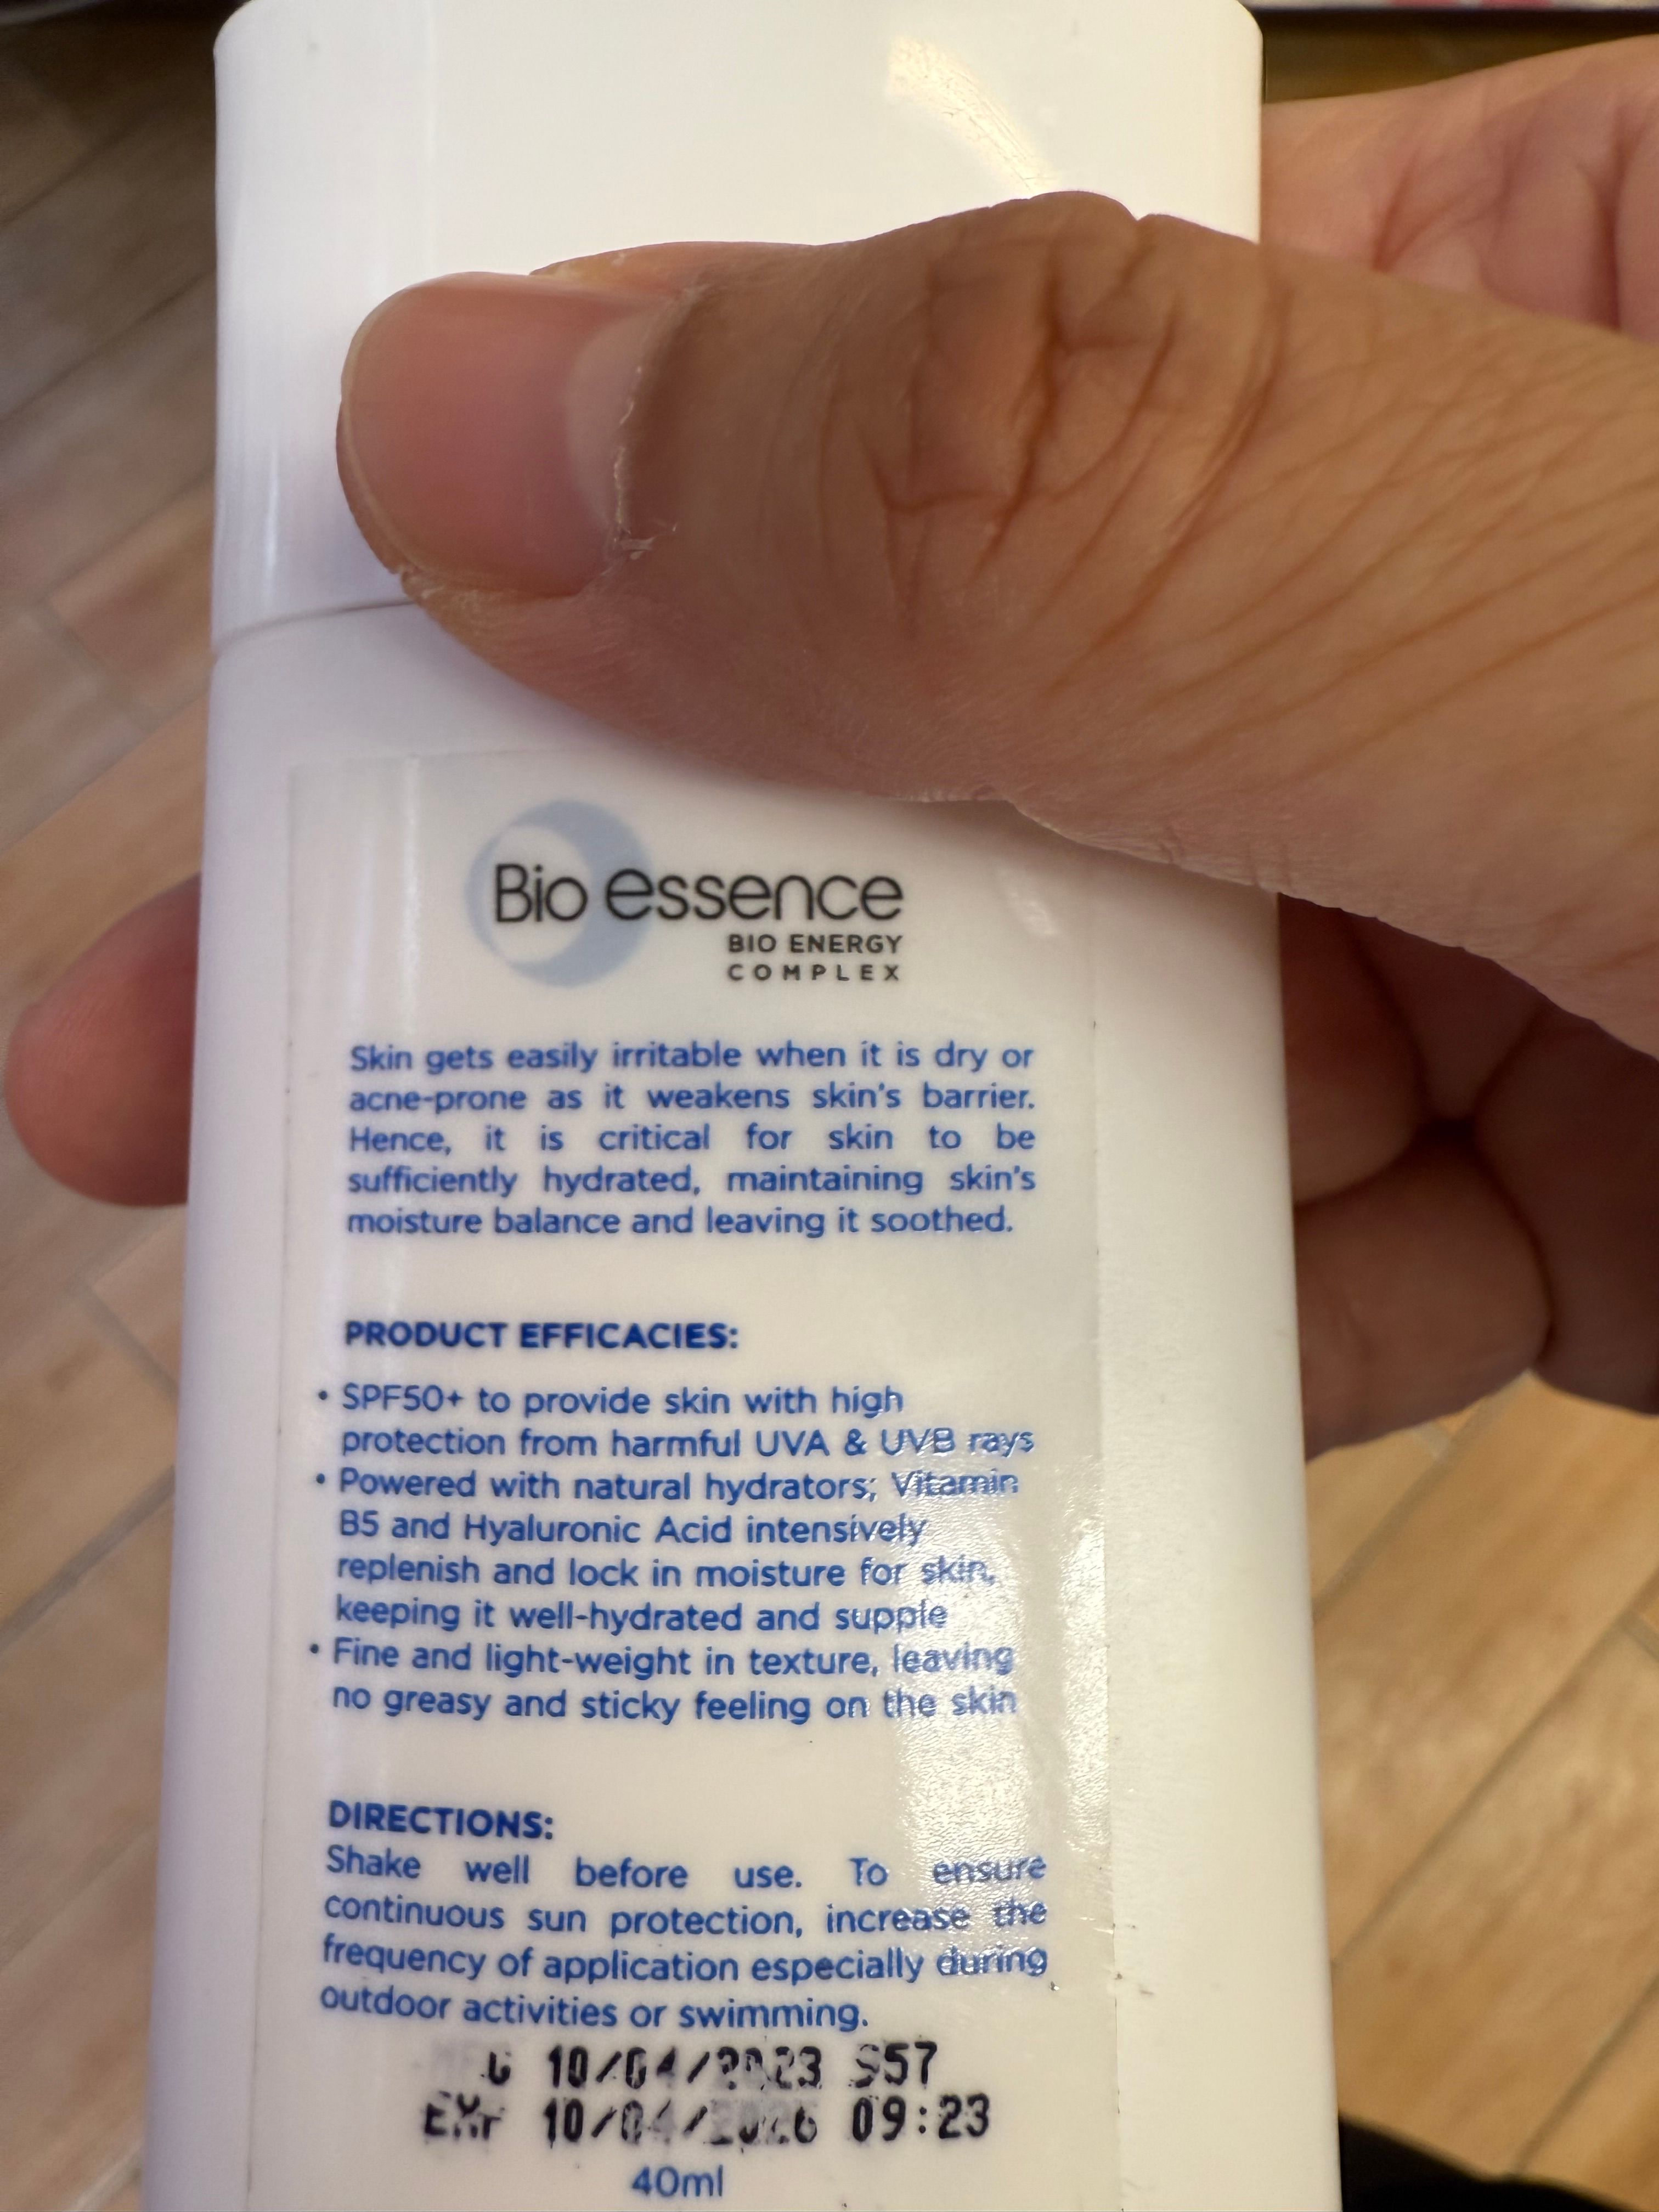 Bio essence
BIO ENERGY
COMPLEX
Skin gets easily irritable when it is dry or
acne-prone as it weakens skin's barrier.
Hence, it is critical for skin to be
sufficiently hydrated, maintaining skin's
moisture balance and leaving it soothed.
PRODUCT EFFICACIES:
• SPF50+ to provide skin with high
protection from harmful UVA & UVB rays
• Powered with natural hydrators; Vitamin
B5 and Hyaluronic Acid intensively
replenish and lock in moisture for skin,
keeping it well-hydrated and supple
• Fine and light-weight in texture, leaving
no greasy and sticky feeling on the skin
DIRECTIONS:
Shake well before use. To ensure
continuous sun protection, increase the
frequency of application especially during
outdoor activities or swimming.
10/04/2023 S57
EXP 10/04/2026 09:23
40ml